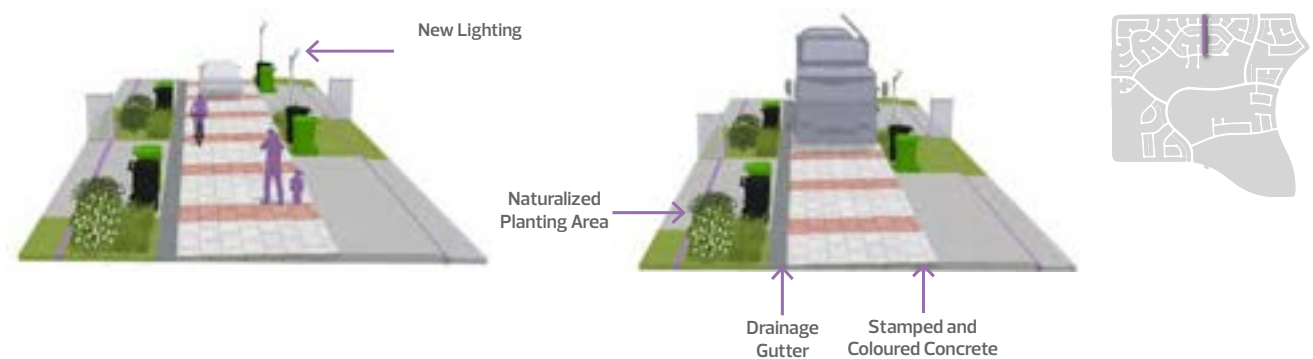 New Lighting
Naturalized
Planting Area
Drainage
Gutter
Stamped and
Coloured Concrete